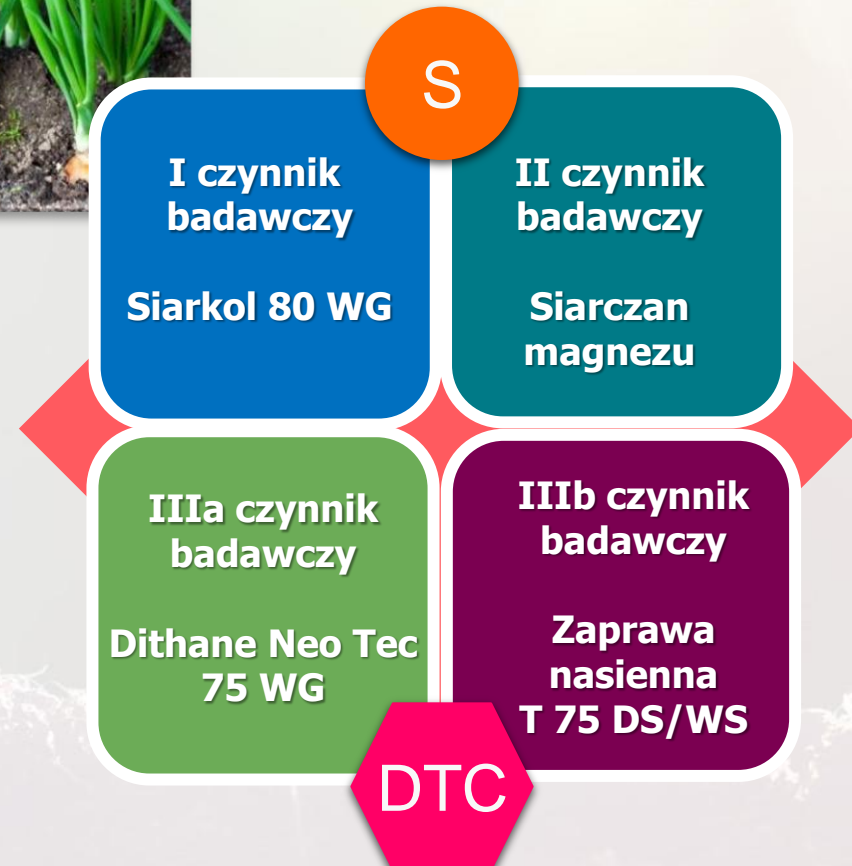 S
I czynnik
badawczy
Siarkol 80 WG
II czynnik
badawczy
Siarczan
magnezu
IIIa czynnik
badawczy
Dithane Neo Tec
75 WG
IIIb czynnik
badawczy
Zaprawa
nasienna
T 75 DS/WS
DTC